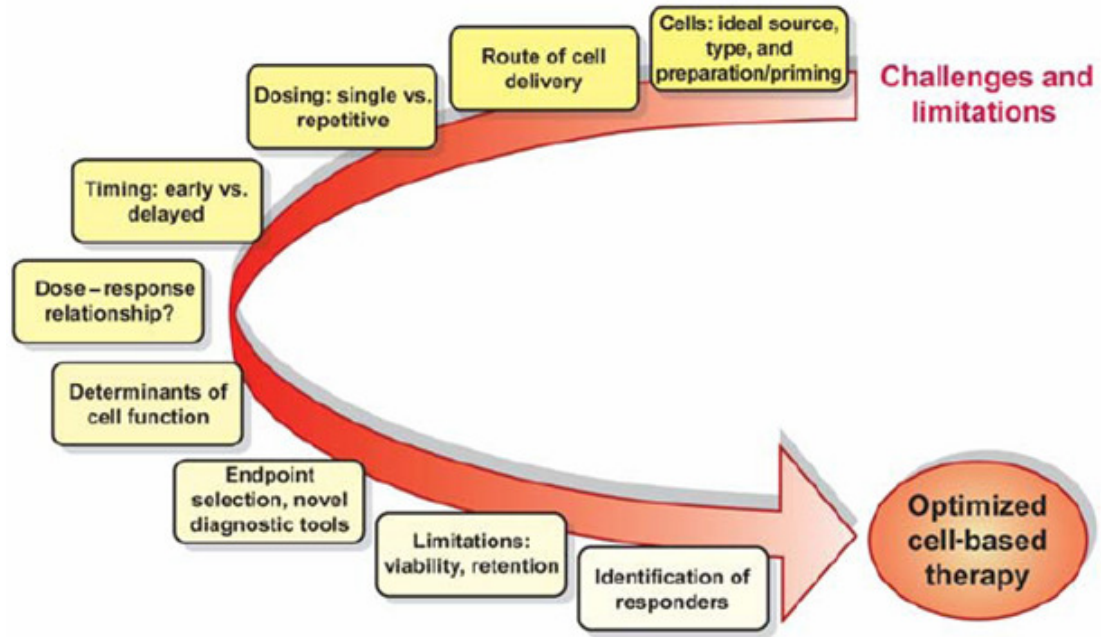 Cells: ideal source,
type, and
preparation/priming
Challenges and
limitations
Route of cell
delivery
Dosing: single vs.
repetitive
Timing: early vs.
delayed
Dose–response
relationship?
Determinants of
cell function
Endpoint
selection, novel
diagnostic tools
Limitations:
viability, retention
Identification of
responders
Optimized
cell-based
therapy